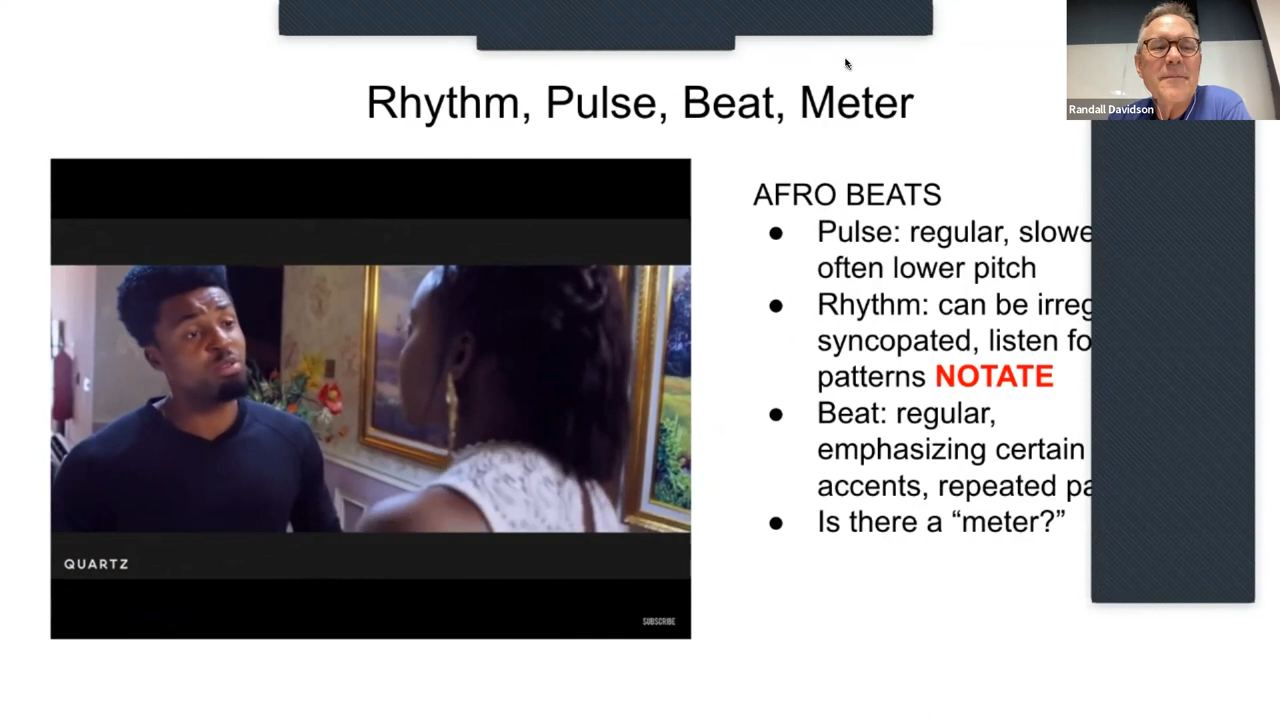 Rhythm, Pulse, Beat, Meter
Randall Davidson
AFRO BEATS
● Pulse: regular, slowe
often lower pitch
● Rhythm: can be irreg
syncopated, listen fo
patterns NOTATE
● Beat: regular,
emphasizing certain
accents, repeated pa
● Is there a “meter?”
QUARTZ
SUBSCRIBE